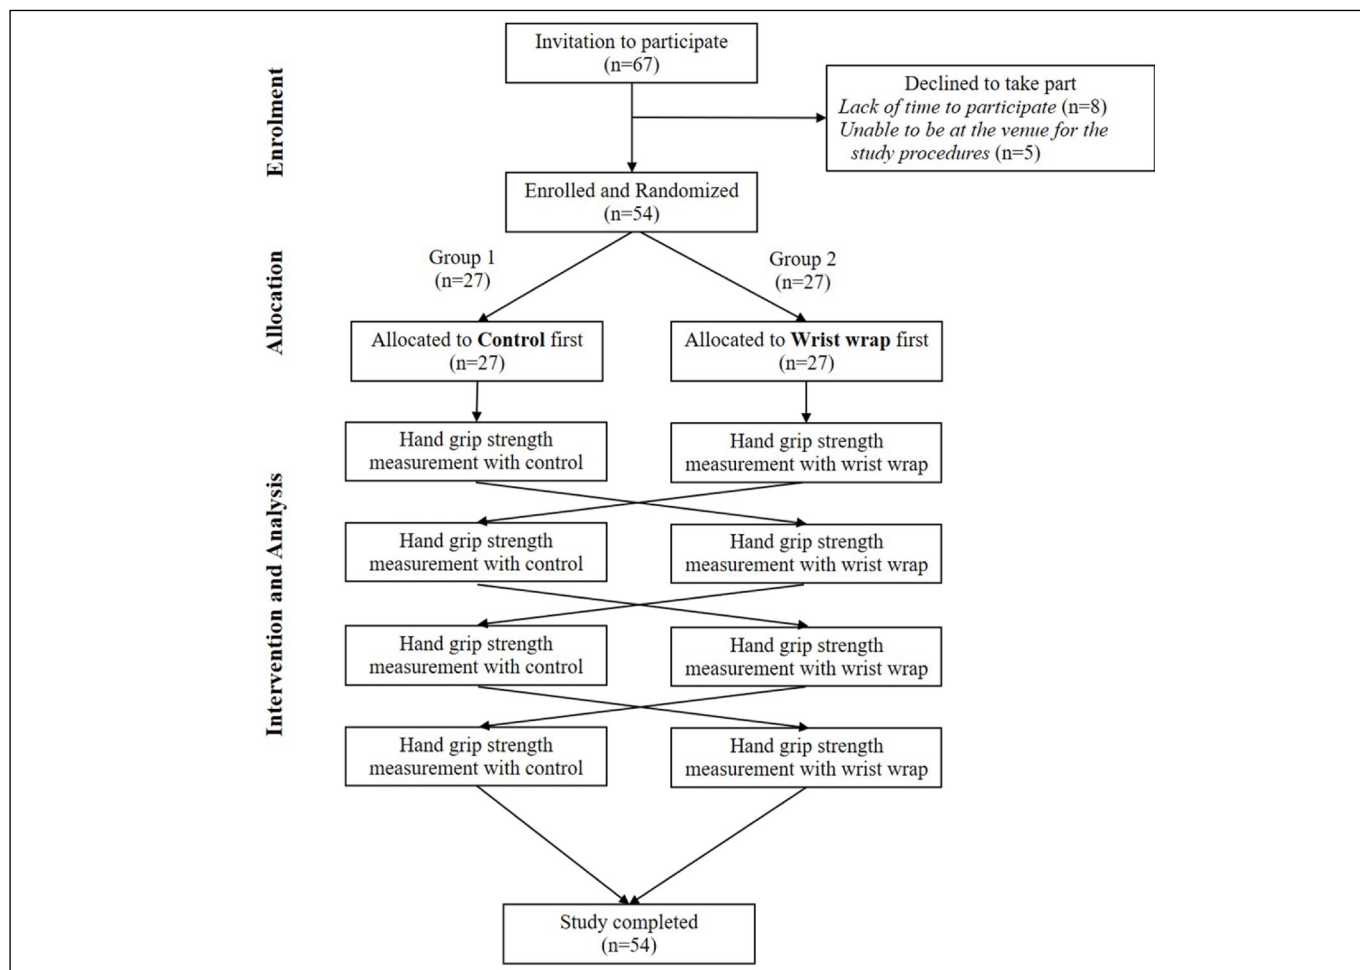 Invitation to participate
(n=67)
Enrolment
Declined to take part
Lack of time to participate (n=8)
Unable to be at the venue for the
study procedures (n=5)
Enrolled and Randomized
(n=54)
Allocation
Group 1
(n=27)
Group 2
(n=27)
Allocated to Control first
(n=27)
Allocated to Wrist wrap first
(n=27)
Intervention and Analysis
Hand grip strength
measurement with control
Hand grip strength
measurement with wrist wrap
Hand grip strength
measurement with control
Hand grip strength
measurement with wrist wrap
Hand grip strength
measurement with control
Hand grip strength
measurement with wrist wrap
Hand grip strength
measurement with control
Hand grip strength
measurement with wrist wrap
Study completed
(n=54)